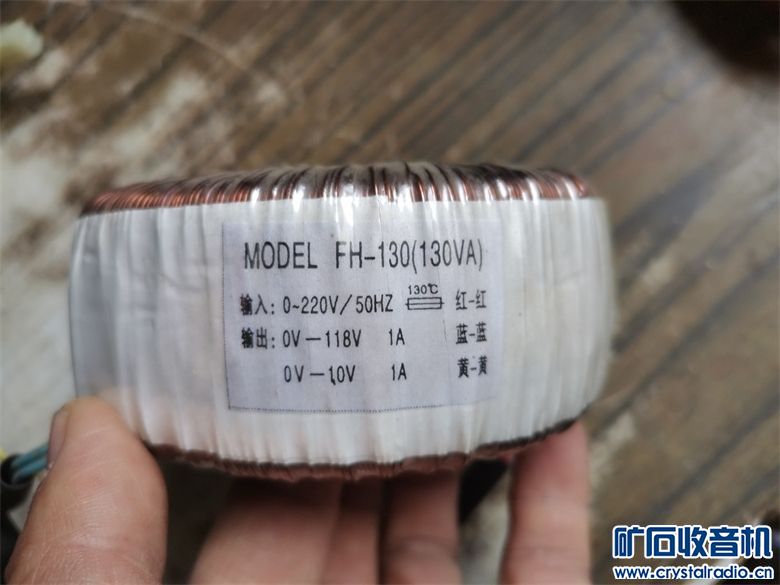 MODEL FH-130(130VA)
输入: 0~220V/50HZ 130℃ 红-红
输出: 0V-118V 1A 蓝-蓝
0V-10V 1A 黄-黄
矿石收音机
www.crystalradio.cn